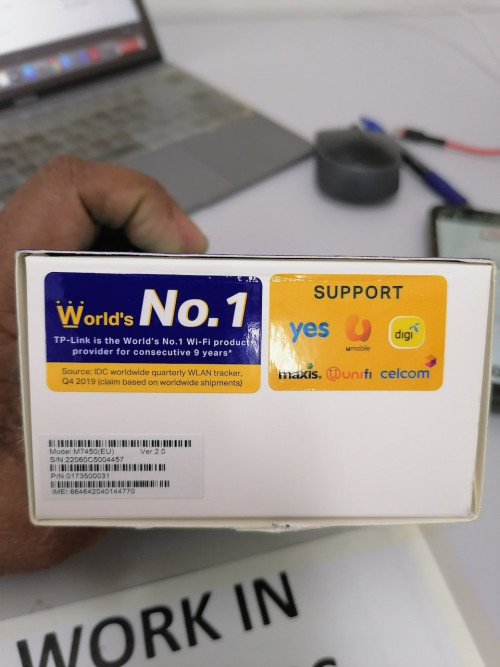 World's No.1
TP-Link is the World's No.1 Wi-Fi product
provider for consecutive 9 years*
Source: IDC worldwide quarterly WLAN tracker,
Q4 2019 (claim based on worldwide shipments)
SUPPORT
yes umobile digi
maxis. unifi celcom
Model:M7450(EU) Ver:2.0
S/N:22060C5004457
P/N:0173500031
IMEI:864642040144770
WORK IN